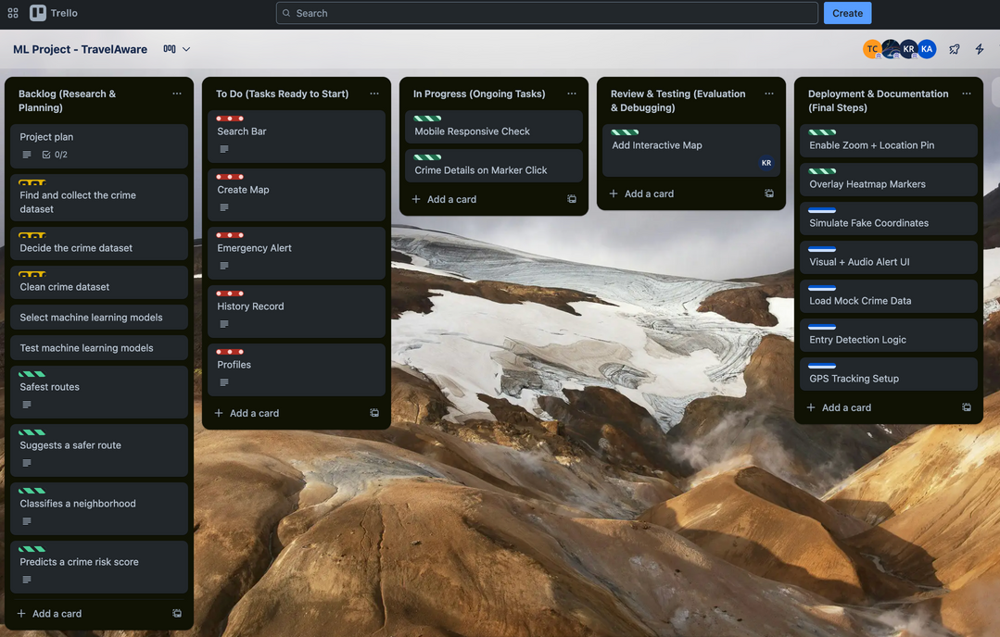 Trello
Search
Create
ML Project - TravelAware
TC
KR
KA
Backlog (Research &
Planning)
Project plan
0/2
Find and collect the crime
dataset
Decide the crime dataset
Clean crime dataset
Select machine learning models
Test machine learning models
Safest routes
Suggests a safer route
Classifies a neighborhood
Predicts a crime risk score
Add a card
To Do (Tasks Ready to Start)
Search Bar
Create Map
Emergency Alert
History Record
Profiles
Add a card
In Progress (Ongoing Tasks)
Mobile Responsive Check
Crime Details on Marker Click
Add a card
Review & Testing (Evaluation
& Debugging)
Add Interactive Map
KR
Add a card
Deployment & Documentation
(Final Steps)
Enable Zoom + Location Pin
Overlay Heatmap Markers
Simulate Fake Coordinates
Visual + Audio Alert UI
Load Mock Crime Data
Entry Detection Logic
GPS Tracking Setup
Add a card